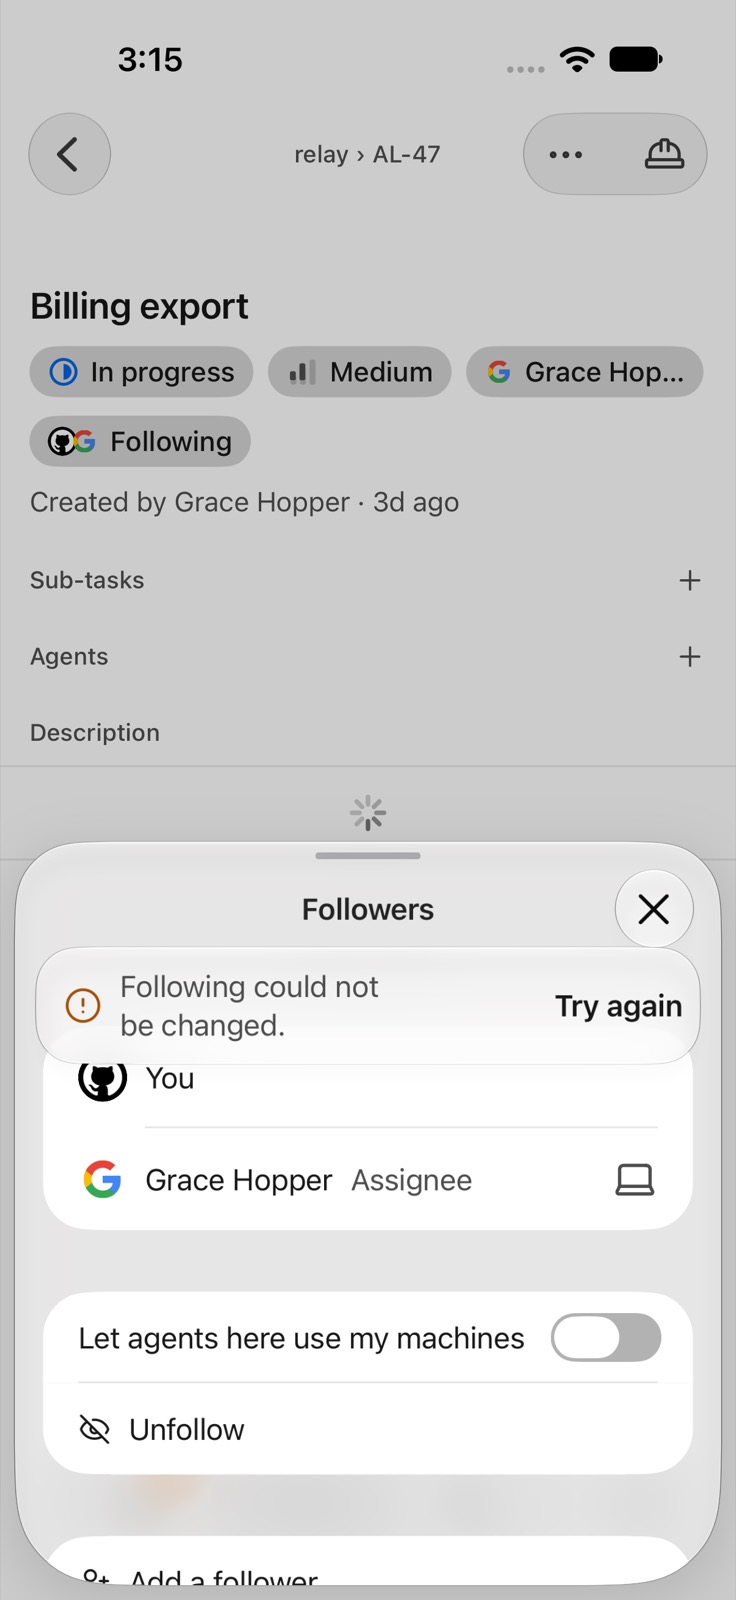 3:15
relay › AL-47
Billing export
In progress
Medium
Grace Hop...
Following
Created by Grace Hopper · 3d ago
Sub-tasks
Agents
Description
Followers
Following could not
be changed.
Try again
You
Grace Hopper Assignee
Let agents here use my machines
Unfollow
Add a follower